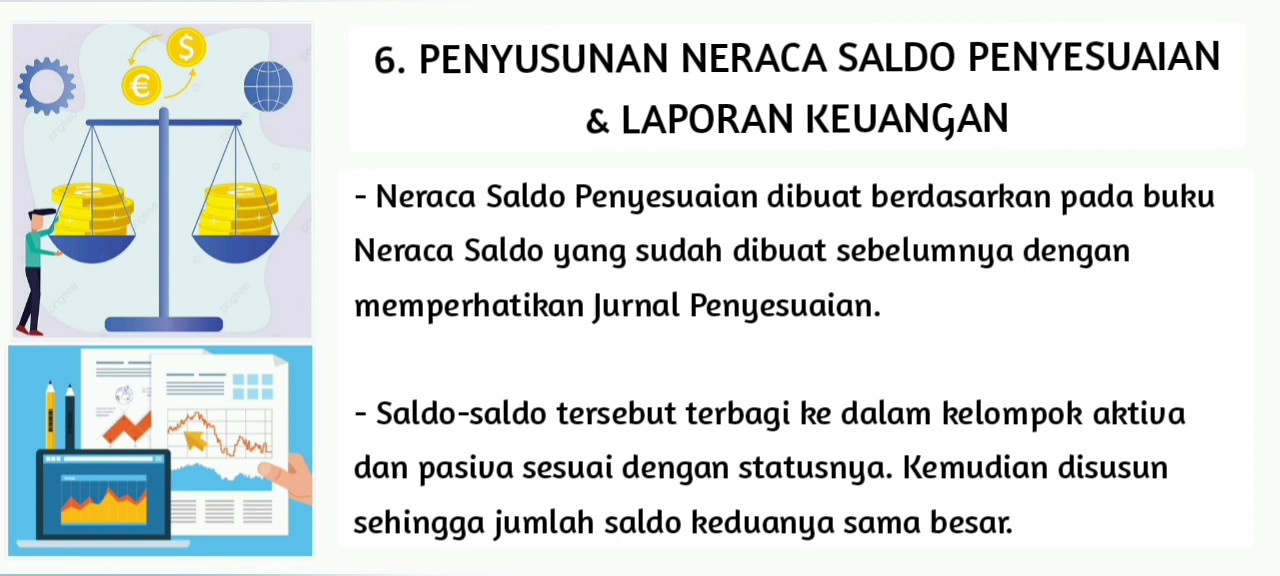 6. PENYUSUNAN NERACA SALDO PENYESUAIAN
& LAPORAN KEUANGAN
- Neraca Saldo Penyesuaian dibuat berdasarkan pada buku
Neraca Saldo yang sudah dibuat sebelumnya dengan
memperhatikan Jurnal Penyesuaian.
- Saldo-saldo tersebut terbagi ke dalam kelompok aktiva
dan pasiva sesuai dengan statusnya. Kemudian disusun
sehingga jumlah saldo keduanya sama besar.